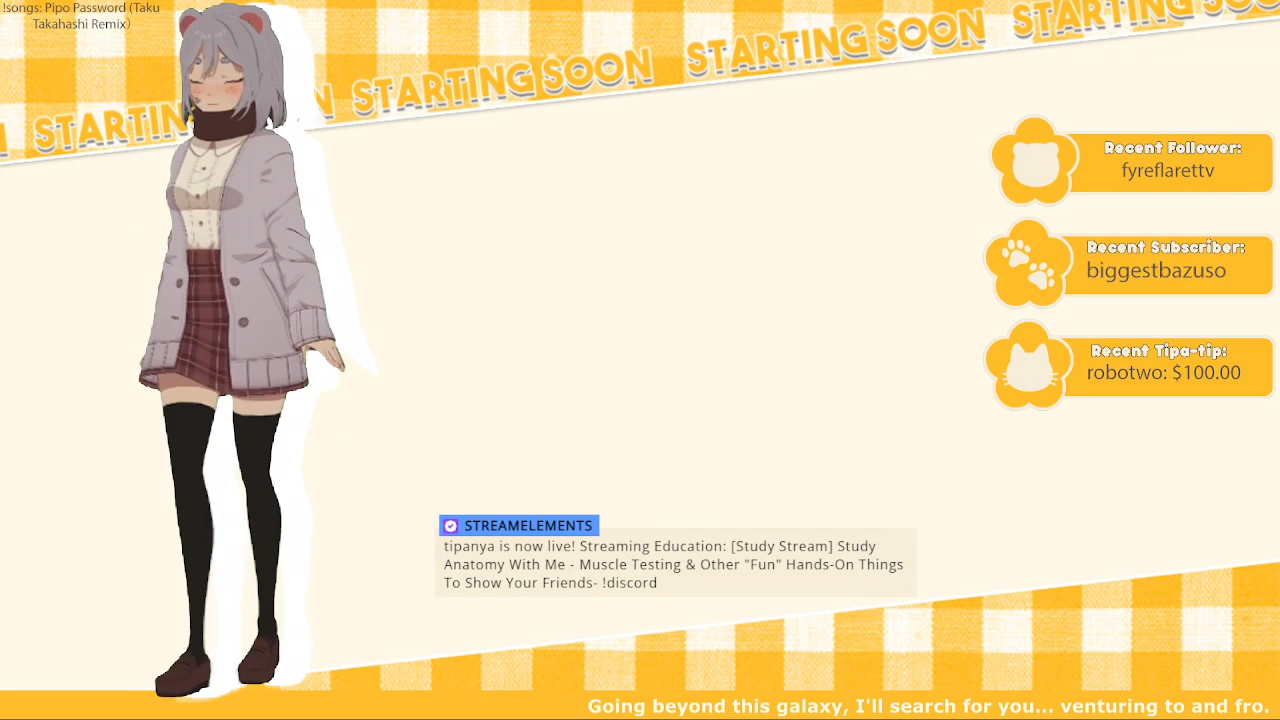 !songs: Pipo Password (Taku
Takahashi Remix)
STARTING SOON
STARTING SOON
STARTING SOON
Recent Follower:
fyreflarettv
Recent Subscriber:
biggestbazuso
Recent Tipa-tip:
robotwo: $100.00
STREAMELEMENTS
tipanya is now live! Streaming Education: [Study Stream] Study
Anatomy With Me - Muscle Testing & Other "Fun" Hands-On Things
To Show Your Friends- !discord
Going beyond this galaxy, I'll search for you... venturing to and fro.